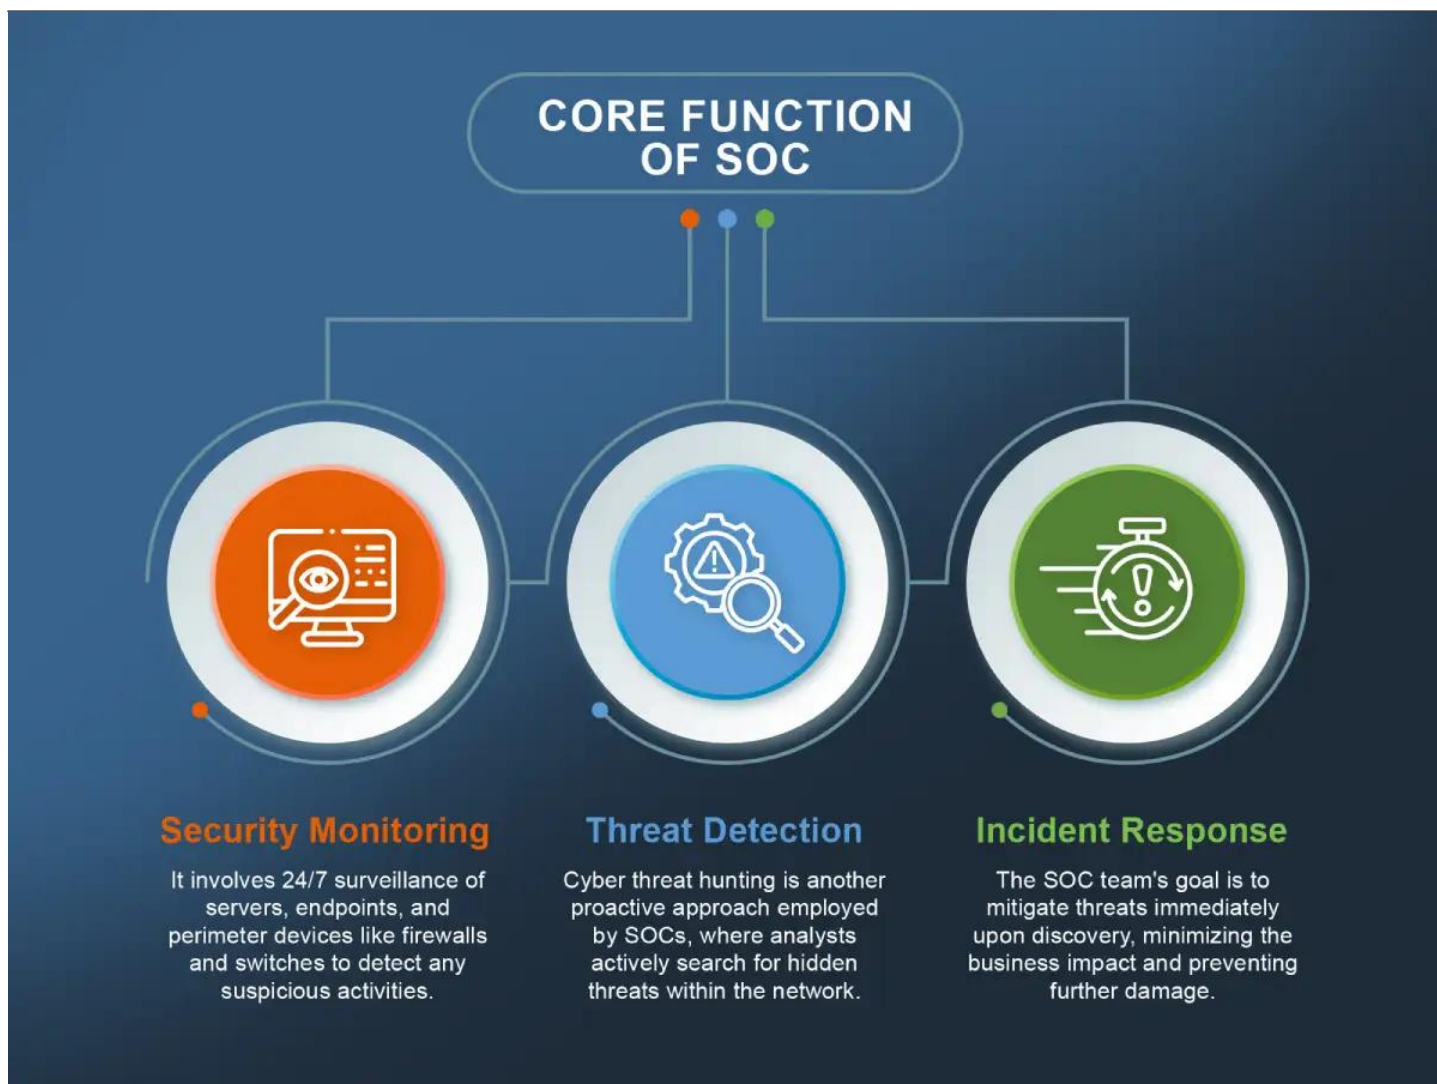 CORE FUNCTION
OF SOC
Security Monitoring
It involves 24/7 surveillance of
servers, endpoints, and
perimeter devices like firewalls
and switches to detect any
suspicious activities.
Threat Detection
Cyber threat hunting is another
proactive approach employed
by SOCs, where analysts
actively search for hidden
threats within the network.
Incident Response
The SOC team's goal is to
mitigate threats immediately
upon discovery, minimizing the
business impact and preventing
further damage.